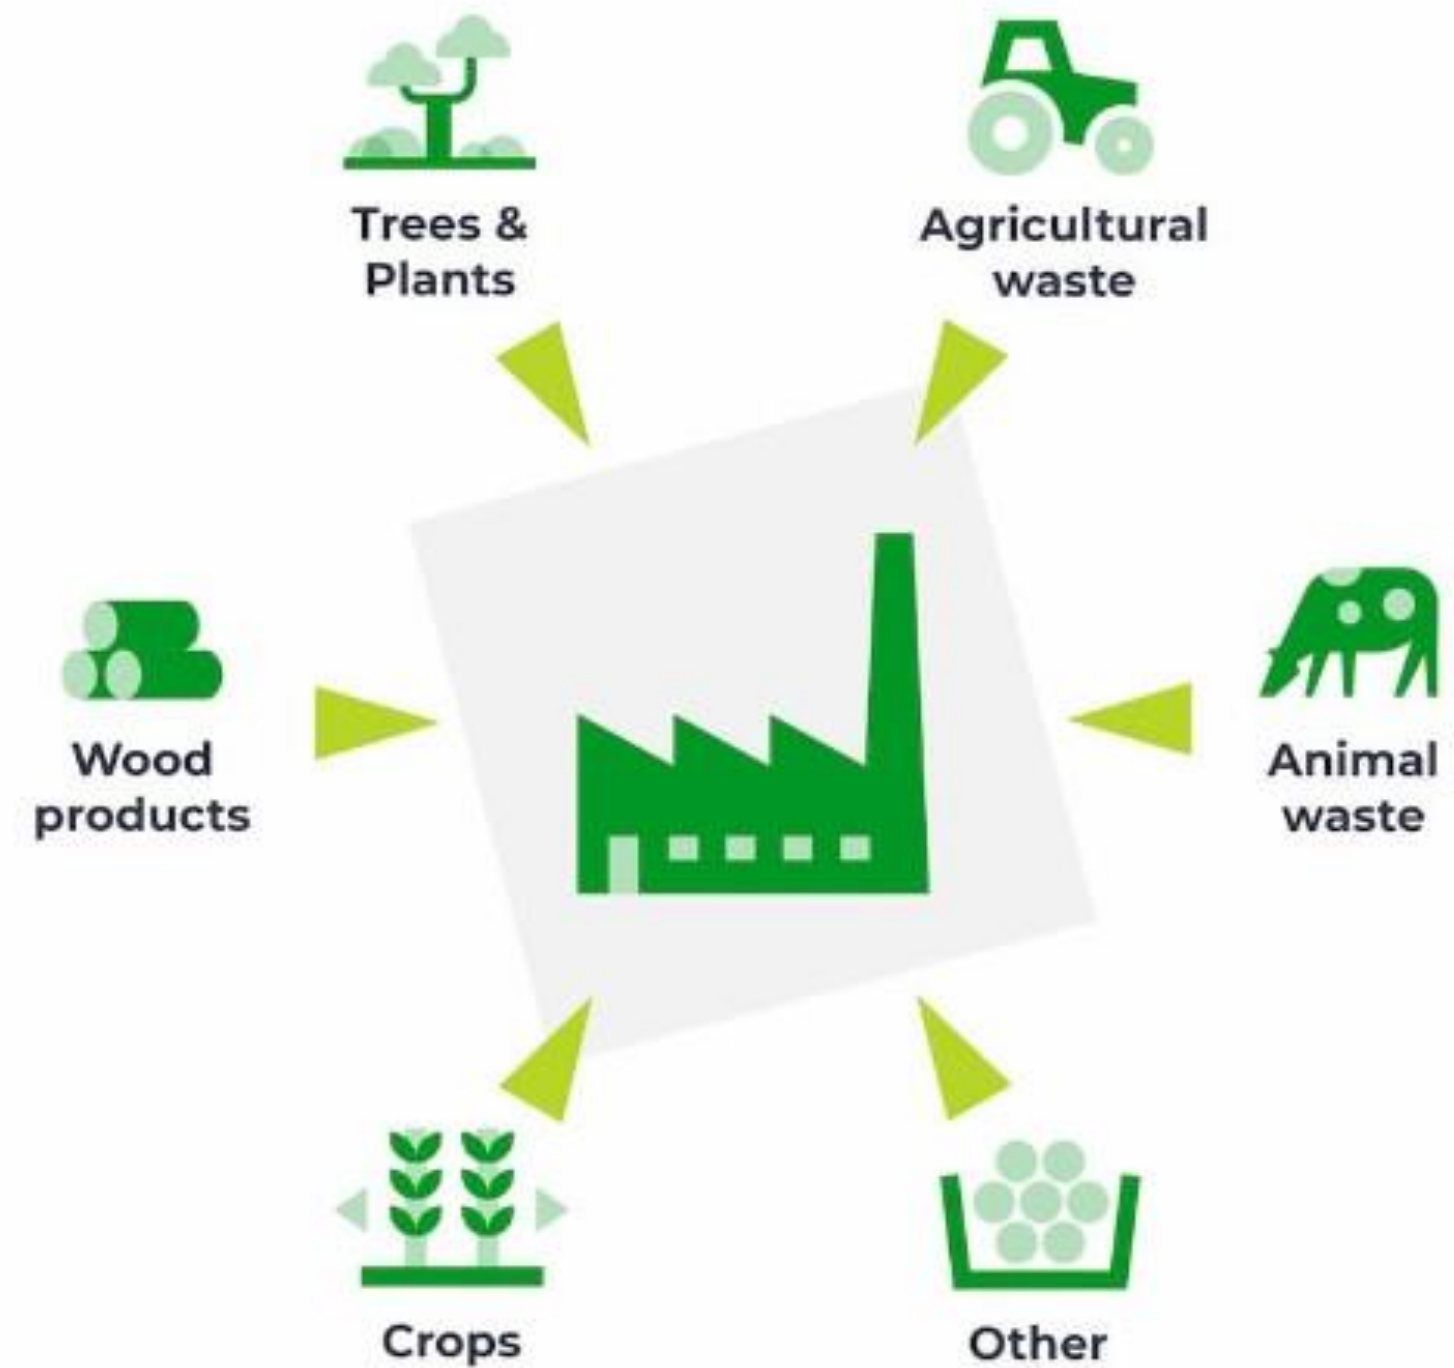 Trees &
Plants
Agricultural
waste
Wood
products
Animal
waste
Crops
Other